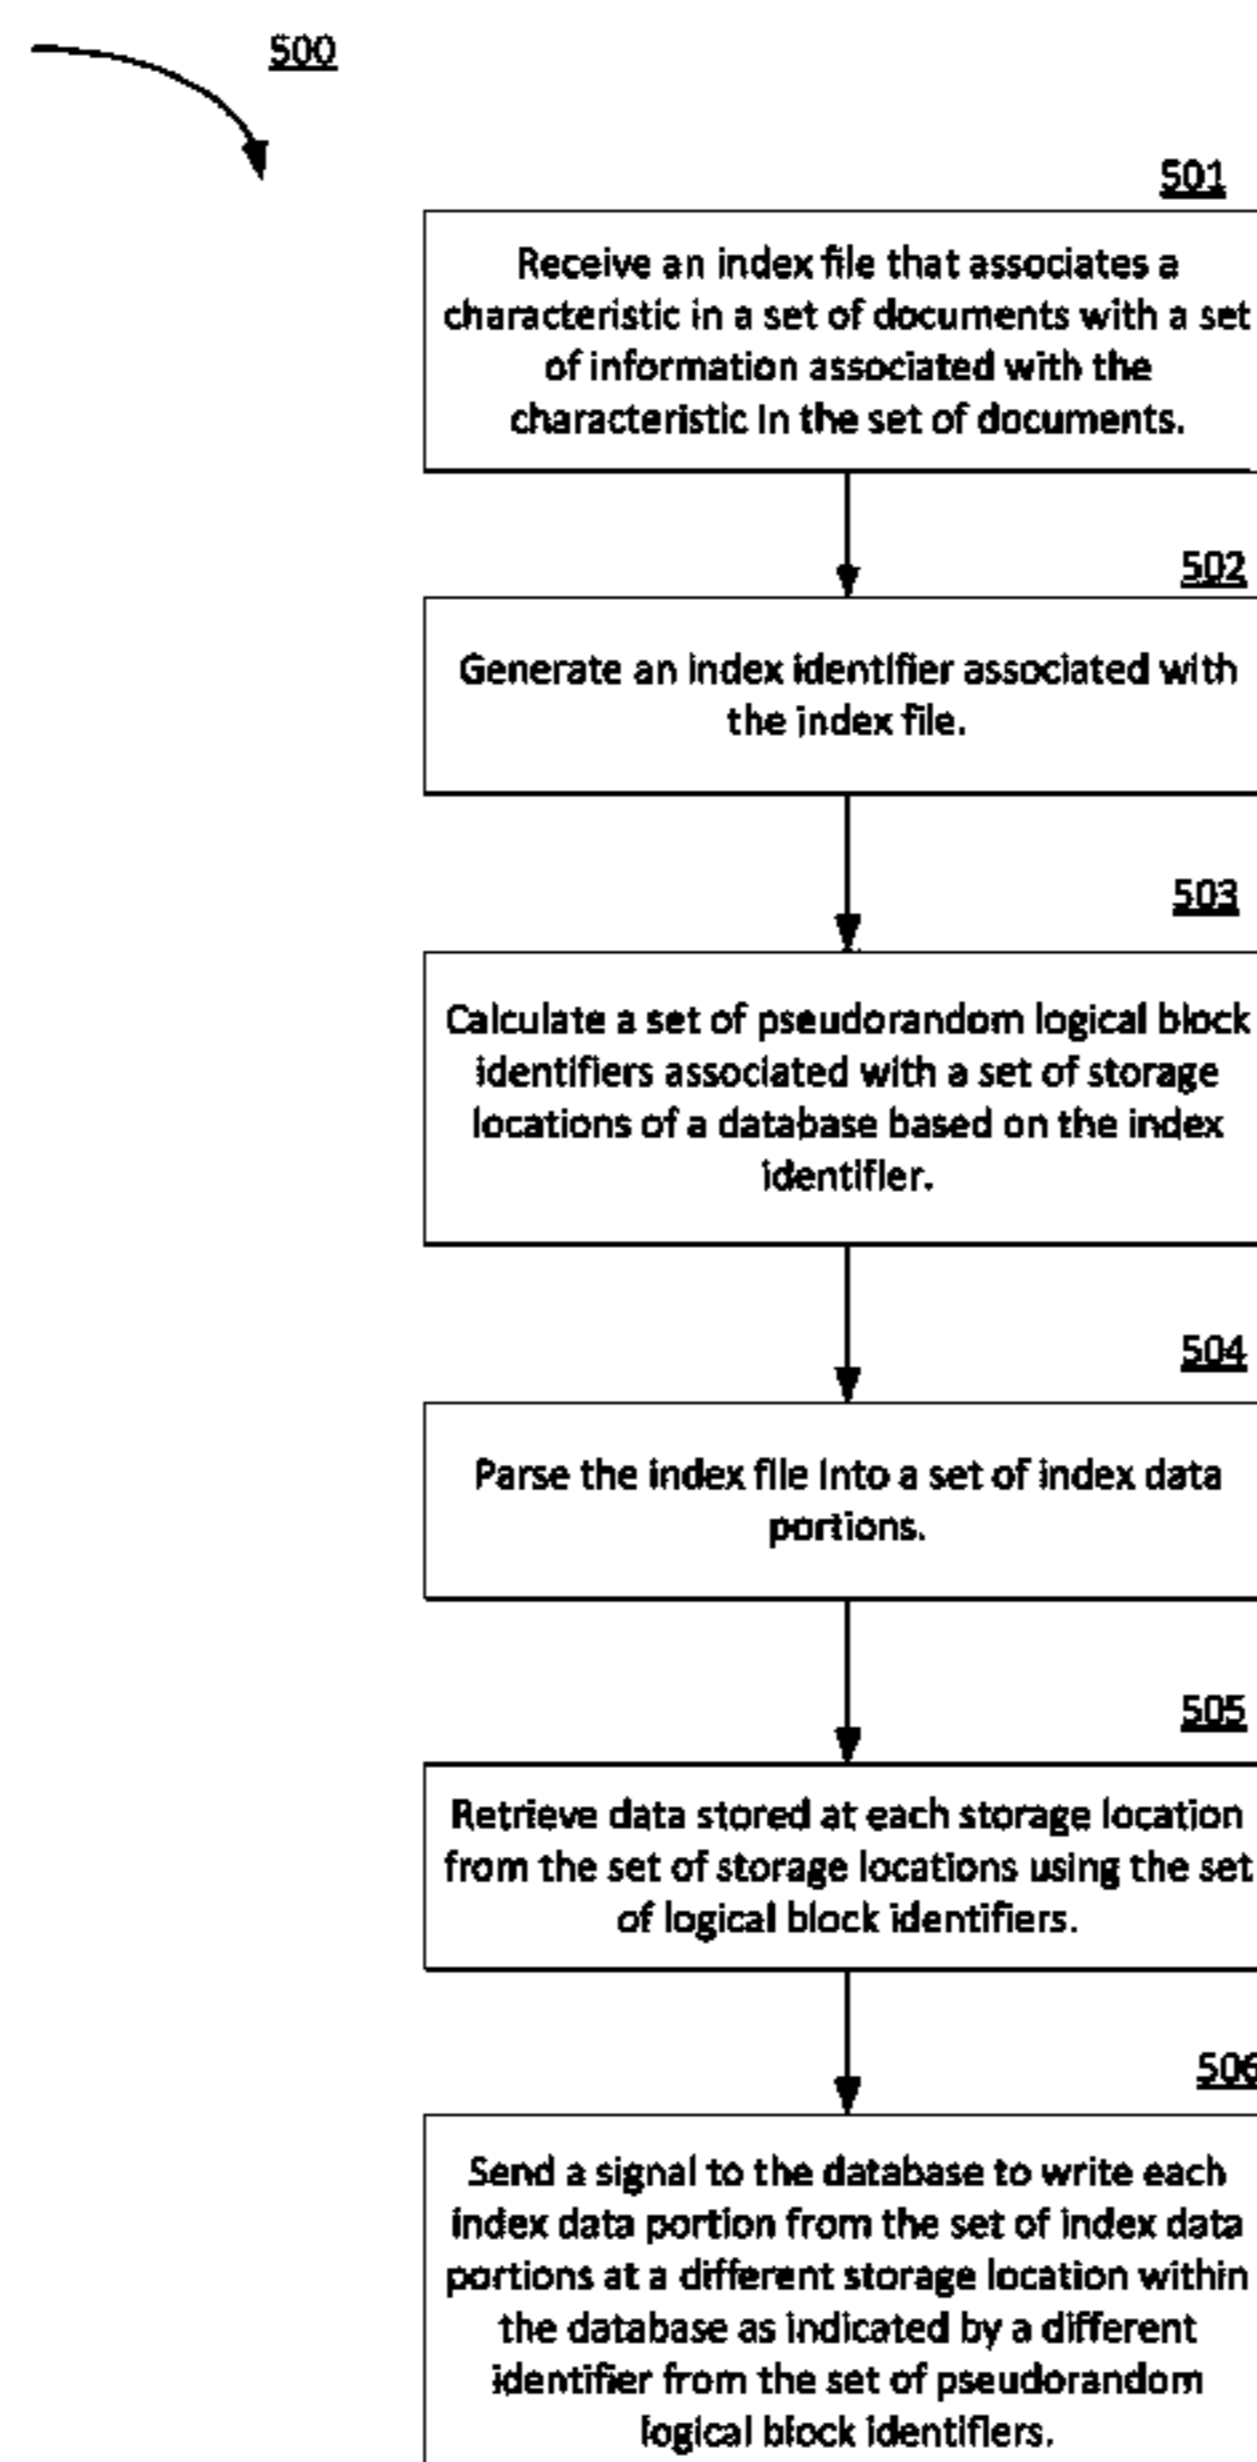 500
501
Receive an index file that associates a
characteristic in a set of documents with a set
of information associated with the
characteristic in the set of documents.
502
Generate an index identifier associated with
the index file.
503
Calculate a set of pseudorandom logical block
identifiers associated with a set of storage
locations of a database based on the index
identifier.
504
Parse the index file into a set of index data
portions.
505
Retrieve data stored at each storage location
from the set of storage locations using the set
of logical block identifiers.
506
Send a signal to the database to write each
index data portion from the set of index data
portions at a different storage location within
the database as indicated by a different
identifier from the set of pseudorandom
logical block identifiers.